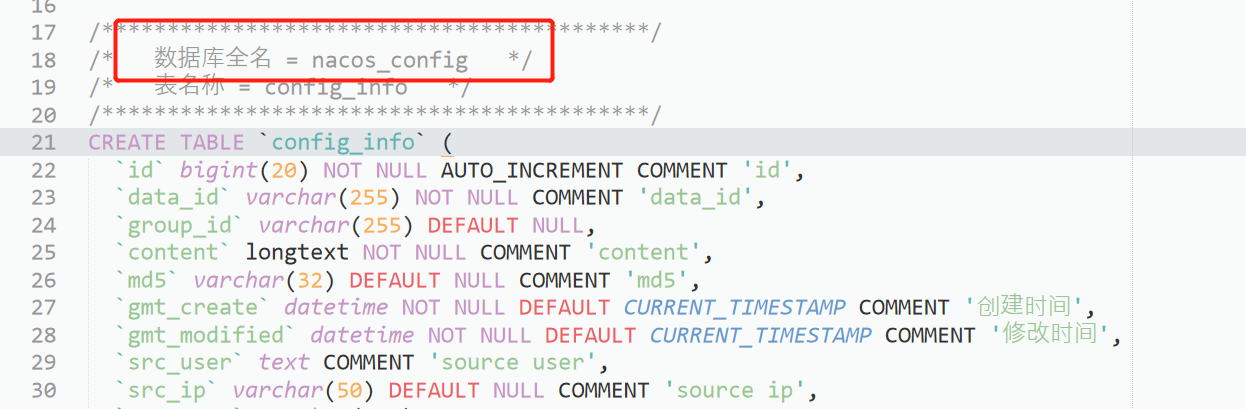 16
17 /******************************************/
18 /*   数据库全名 = nacos_config   */
19 /*   表名称 = config_info   */
20 /******************************************/
21 CREATE TABLE `config_info` (
22 `id` bigint(20) NOT NULL AUTO_INCREMENT COMMENT 'id',
23 `data_id` varchar(255) NOT NULL COMMENT 'data_id',
24 `group_id` varchar(255) DEFAULT NULL,
25 `content` longtext NOT NULL COMMENT 'content',
26 `md5` varchar(32) DEFAULT NULL COMMENT 'md5',
27 `gmt_create` datetime NOT NULL DEFAULT CURRENT_TIMESTAMP COMMENT '创建时间',
28 `gmt_modified` datetime NOT NULL DEFAULT CURRENT_TIMESTAMP COMMENT '修改时间',
29 `src_user` text COMMENT 'source user',
30 `src_ip` varchar(50) DEFAULT NULL COMMENT 'source ip',